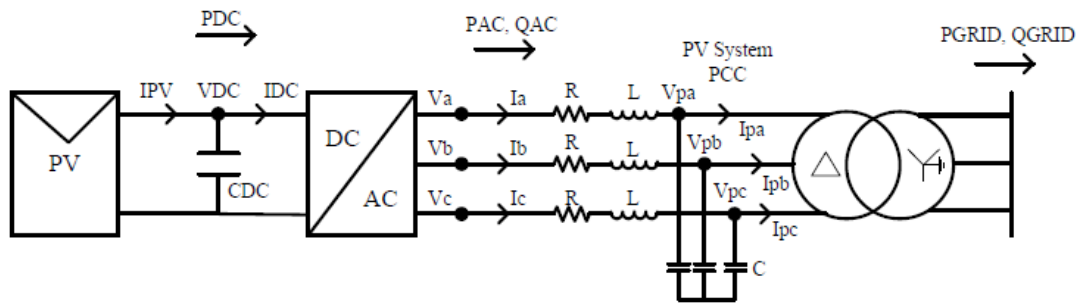 PDC
PAC, QAC
PGRID, QGRID
PV System
PCC
IPV
VDC
IDC
Va
Ia
R
L
Vpa
Ipa
PV
CDC
DC
AC
Vb
Ib
R
L
Vpb
Ipb
Vc
Ic
R
L
Vpc
Ipc
C